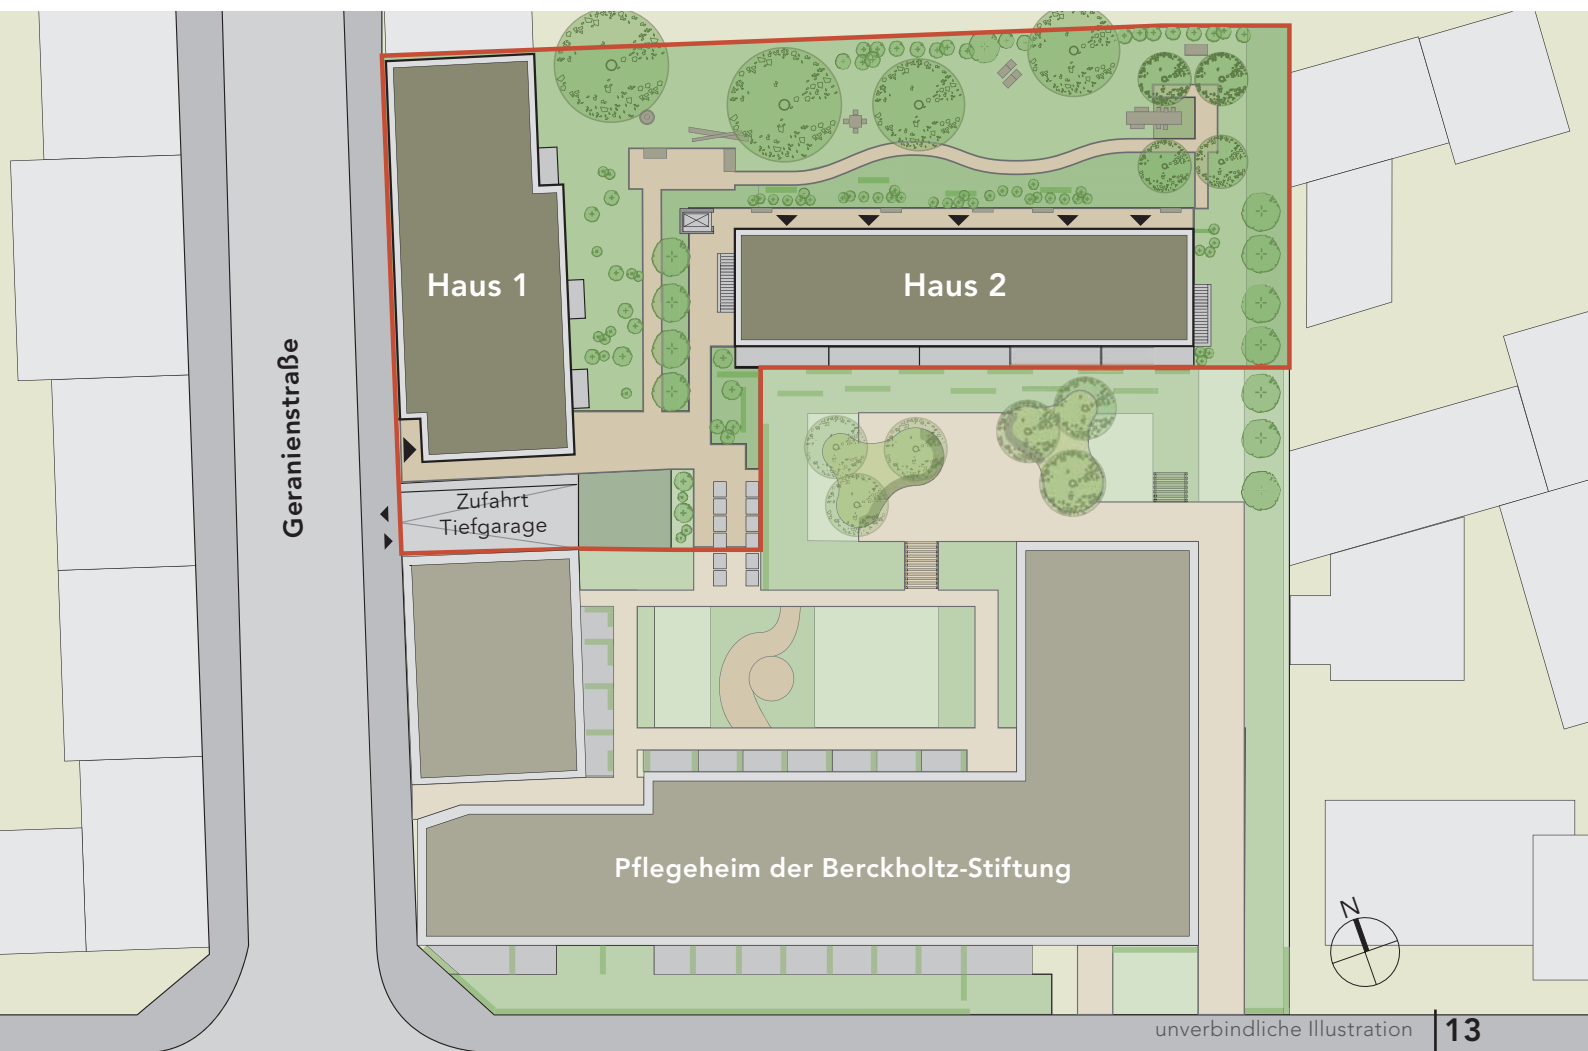 Haus 1
Haus 2
Geranienstraße
Zufahrt
Tiefgarage
Pflegeheim der Berckholtz-Stiftung
N
unverbindliche Illustration
13